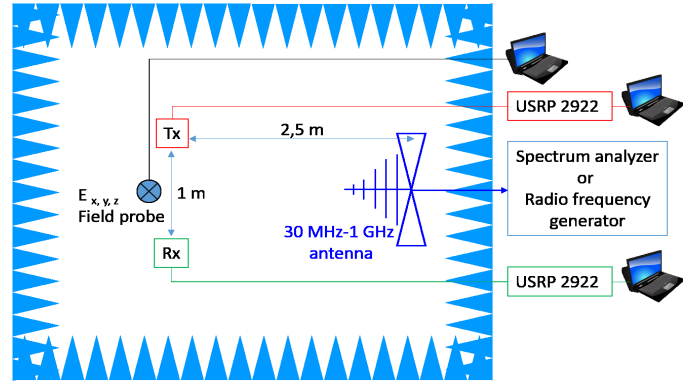 USRP 2922
Tx
2,5 m
Spectrum analyzer
or
Radio frequency
generator
E x, y, z
Field probe
1 m
30 MHz-1 GHz
antenna
Rx
USRP 2922